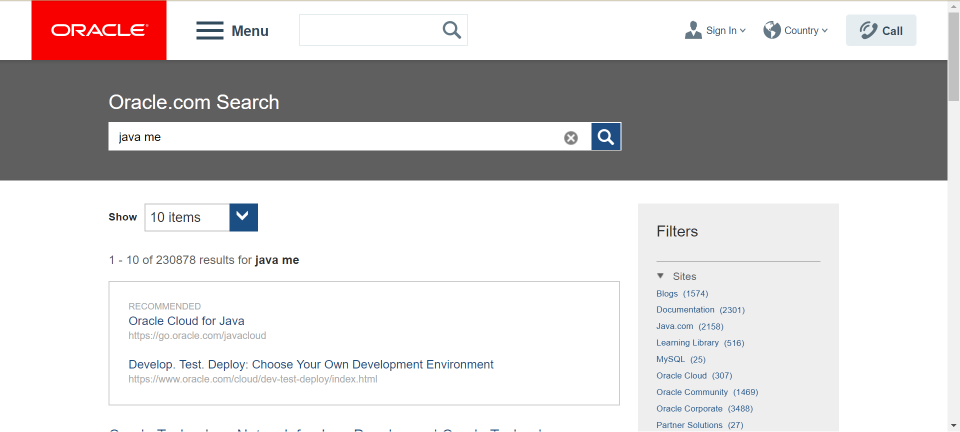 ORACLE
Menu
Sign In
Country
Call
Oracle.com Search
java me
Show
10 items
1 - 10 of 230878 results for java me
RECOMMENDED
Oracle Cloud for Java
https://go.oracle.com/javacloud
Develop. Test. Deploy: Choose Your Own Development Environment
https://www.oracle.com/cloud/dev-test-deploy/index.html
Filters
Sites
Blogs (1574)
Documentation (2301)
Java.com (2158)
Learning Library (516)
MySQL (25)
Oracle Cloud (307)
Oracle Community (1469)
Oracle Corporate (3488)
Partner Solutions (27)